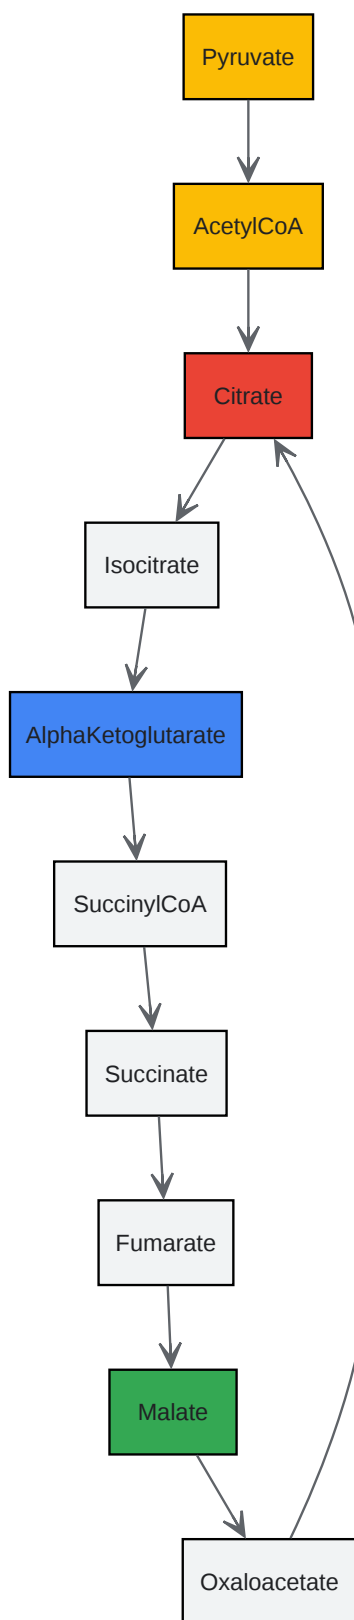 Pyruvate
AcetylCoA
Citrate
Isocitrate
AlphaKetoglutarate
SuccinylCoA
Succinate
Fumarate
Malate
Oxaloacetate